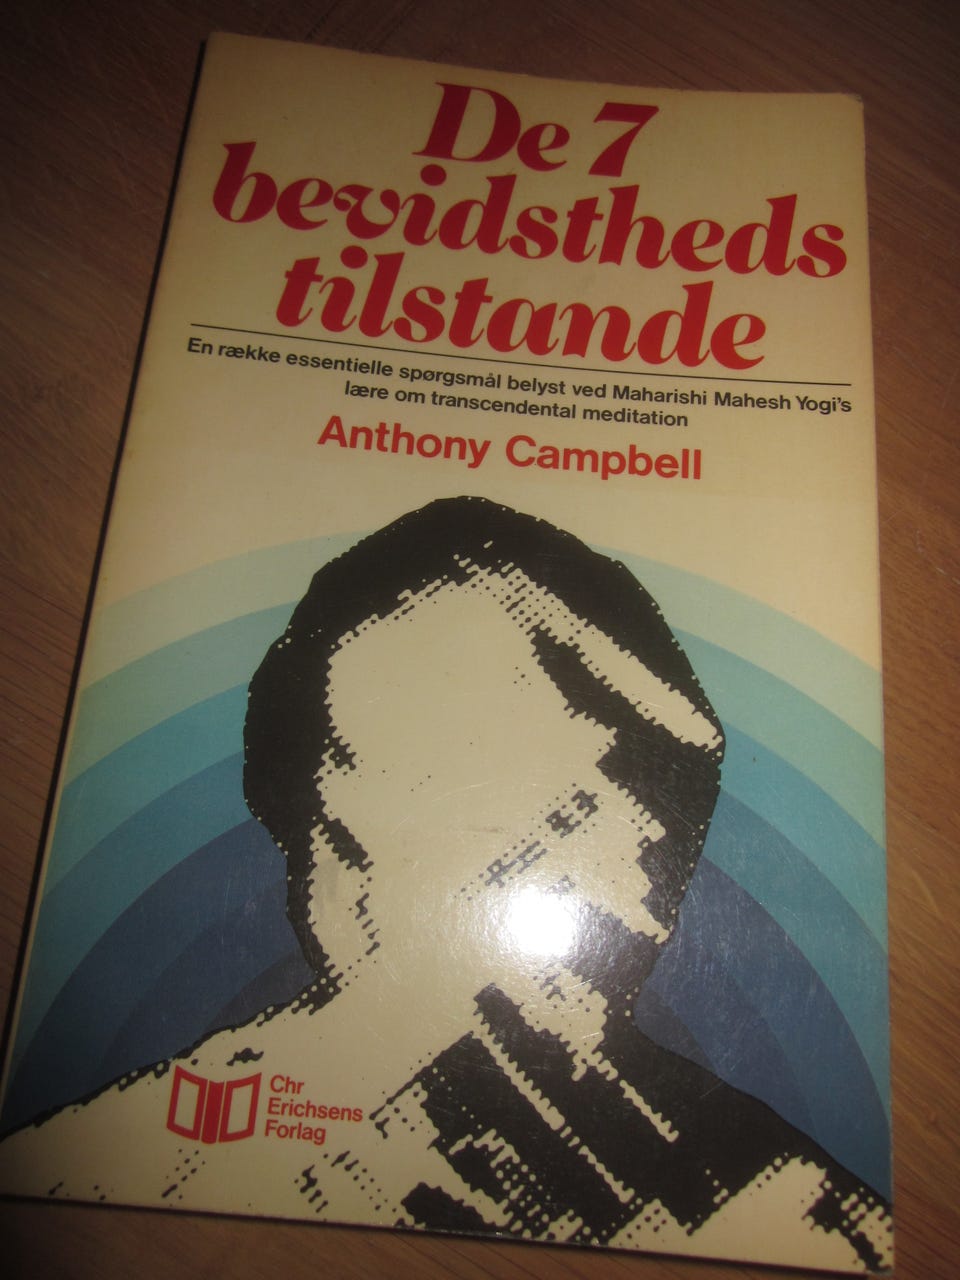 De 7
bevidstheds
tilstande
En række essentielle spørgsmål belyst ved Maharishi Mahesh Yogi's
lære om transcendental meditation
Anthony Campbell
Chr
Erichsens
Forlag